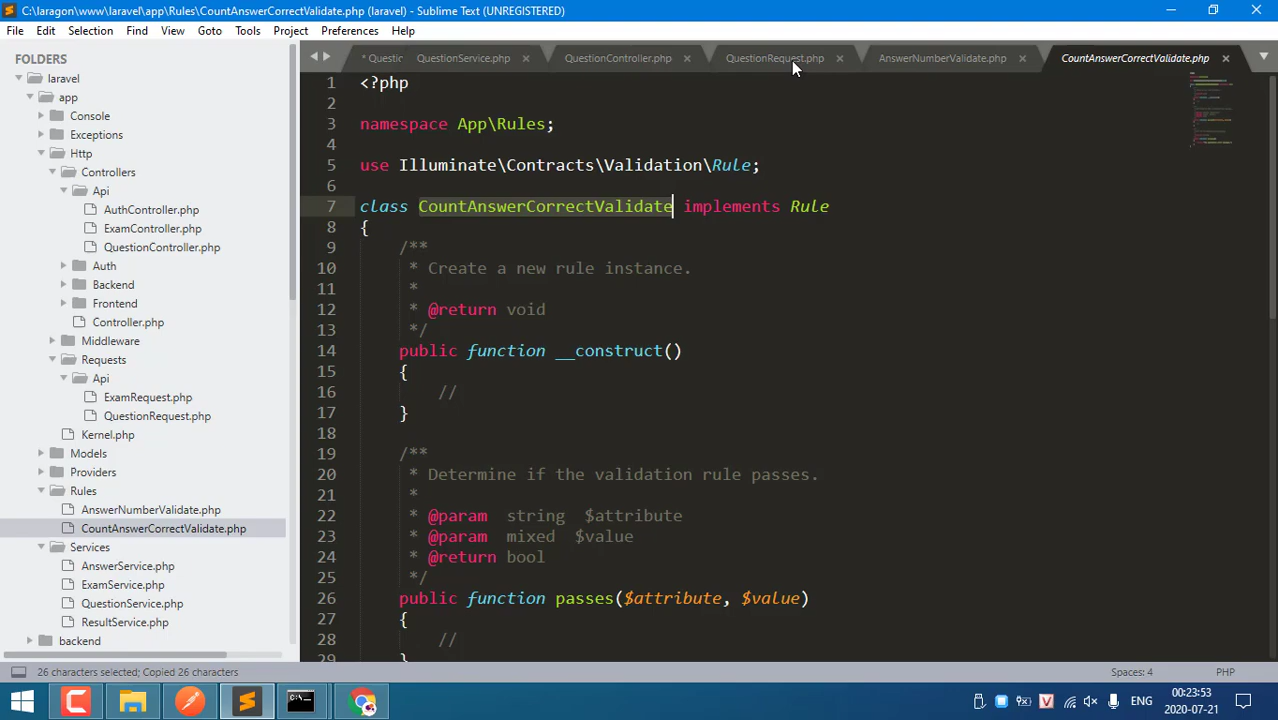 C:\laragon\www\laravel\app\Rules\CountAnswerCorrectValidate.php (laravel) - Sublime Text (UNREGISTERED)
File Edit Selection Find View Goto Tools Project Preferences Help
FOLDERS
laravel
app
Console
Exceptions
Http
Controllers
Api
AuthController.php
ExamController.php
QuestionController.php
Auth
Backend
Frontend
Controller.php
Middleware
Requests
Api
ExamRequest.php
QuestionRequest.php
Kernel.php
Models
Providers
Rules
AnswerNumberValidate.php
CountAnswerCorrectValidate.php
Services
AnswerService.php
ExamService.php
QuestionService.php
ResultService.php
backend
* Questic QuestionService.php QuestionController.php QuestionRequest.php AnswerNumberValidate.php CountAnswerCorrectValidate.php
1 <?php
2
3 namespace App\Rules;
4
5 use Illuminate\Contracts\Validation\Rule;
6
7 class CountAnswerCorrectValidate implements Rule
8 {
9 /**
10 * Create a new rule instance.
11 *
12 * @return void
13 */
14 public function __construct()
15 {
16 //
17 }
18
19 /**
20 * Determine if the validation rule passes.
21 *
22 * @param string $attribute
23 * @param mixed $value
24 * @return bool
25 */
26 public function passes($attribute, $value)
27 {
28 //
29 }
26 characters selected; Copied 26 characters Spaces: 4 PHP
ENG 00:23:53
2020-07-21